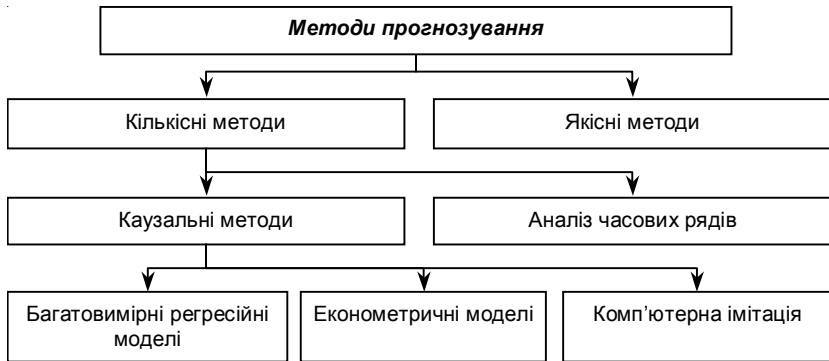 Методи прогнозування
Кількісні методи
Якісні методи
Каузальні методи
Аналіз часових рядів
Багатовимірні регресійні
моделі
Економетричні моделі
Комп'ютерна імітація